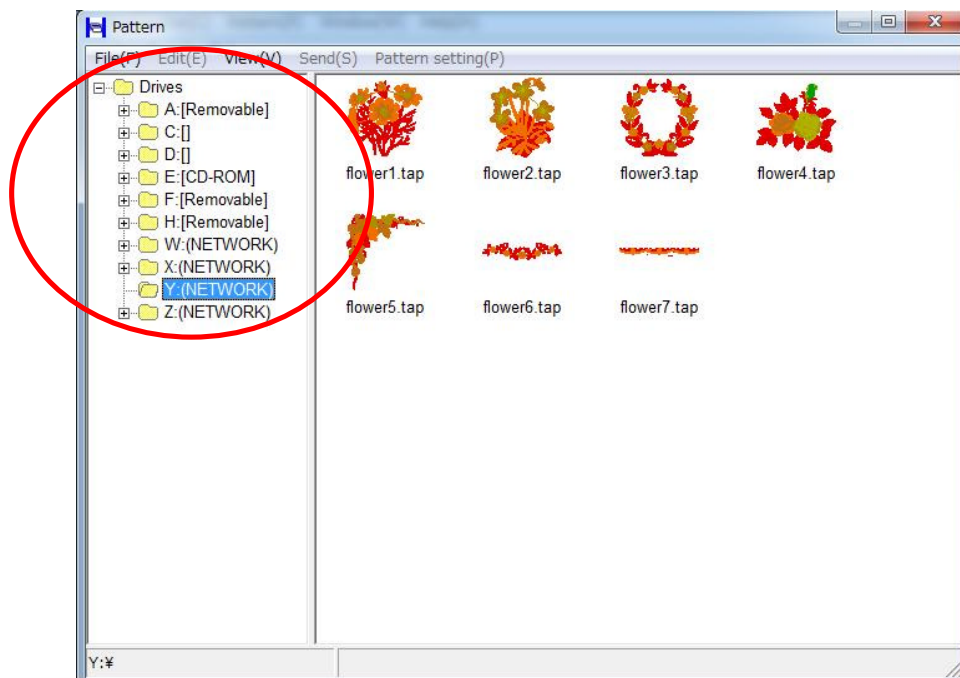 Pattern
File(F) Edit(E) View(V) Send(S) Pattern setting(P)
Drives
A:[Removable]
C:[]
D:[]
E:[CD-ROM]
F:[Removable]
H:[Removable]
W:(NETWORK)
X:(NETWORK)
Y:(NETWORK)
Z:(NETWORK)
flower1.tap flower2.tap flower3.tap flower4.tap
flower5.tap flower6.tap flower7.tap
Y:¥